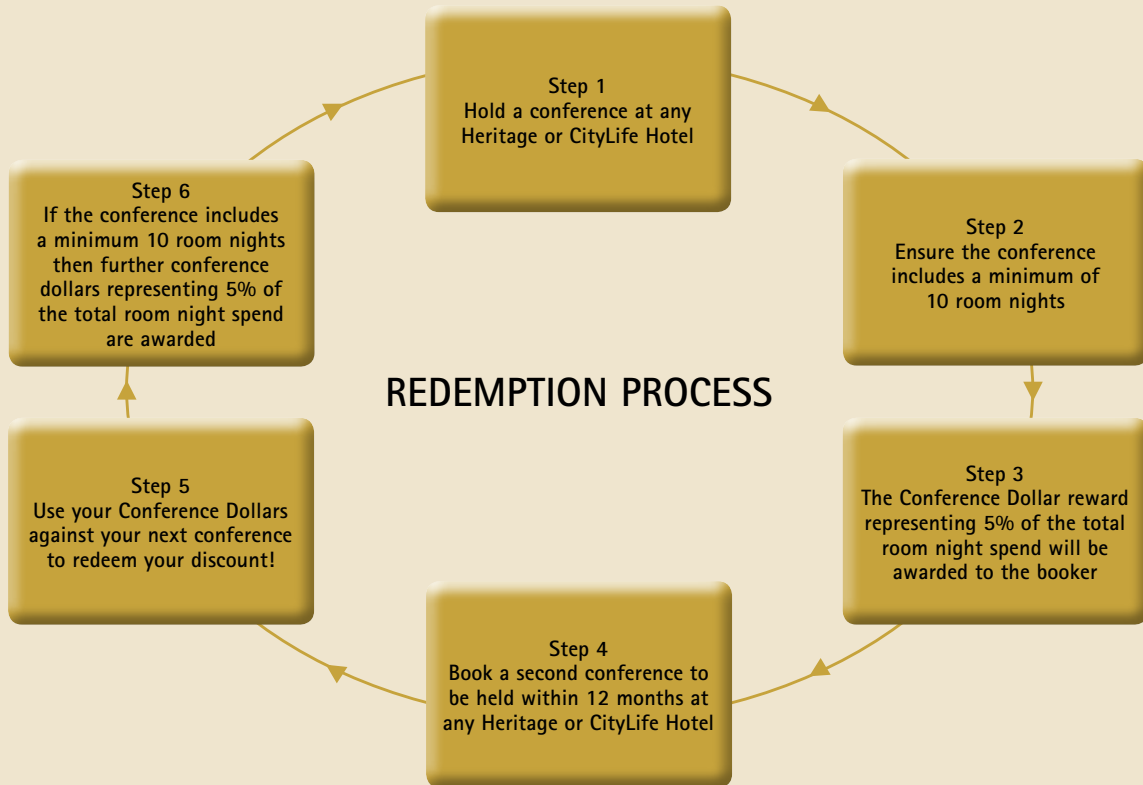 Step 1
Hold a conference at any
Heritage or CityLife Hotel
Step 2
Ensure the conference
includes a minimum of
10 room nights
Step 3
The Conference Dollar reward
representing 5% of the total
room night spend will be
awarded to the booker
Step 4
Book a second conference to
be held within 12 months at
any Heritage or CityLife Hotel
Step 5
Use your Conference Dollars
against your next conference
to redeem your discount!
Step 6
If the conference includes
a minimum 10 room nights
then further conference
dollars representing 5% of
the total room night spend
are awarded
REDEMPTION PROCESS